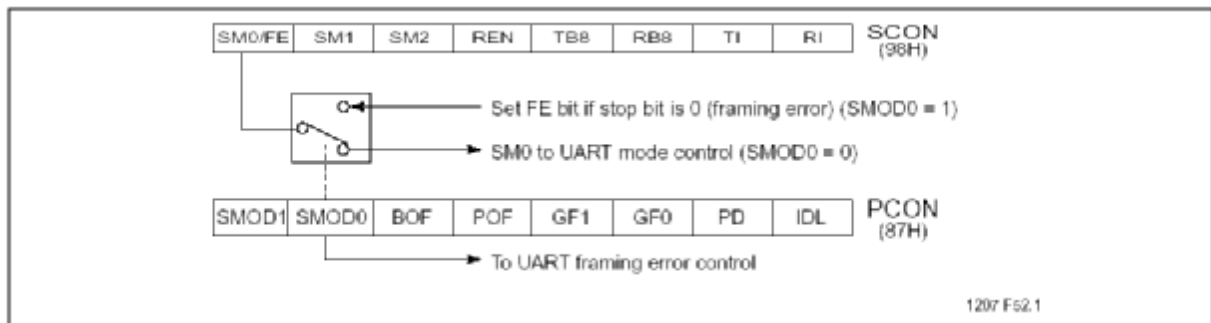 SM0/FE SM1 SM2 REN TB8 RB8 TI RI SCON
(98H)
Set FE bit if stop bit is 0 (framing error) (SMOD0 = 1)
SM0 to UART mode control (SMOD0 = 0)
SMOD1 SMOD0 BOF POF GF1 GF0 PD IDL PCON
(87H)
To UART framing error control
1207 F52.1